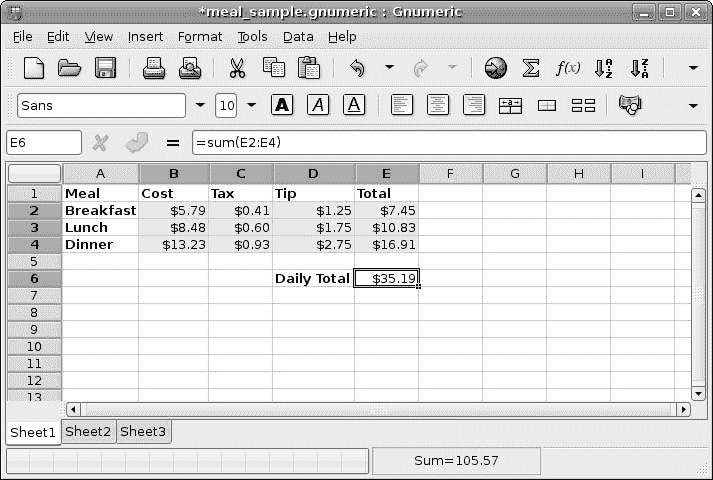 *meal_sample.gnumeric : Gnumeric
File Edit View Insert Format Tools Data Help
f(x) A Z Z A
Sans 10 A A A
E6 = =sum(E2:E4)
A B C D E F G H I
1 Meal Cost Tax Tip Total
2 Breakfast $5.79 $0.41 $1.25 $7.45
3 Lunch $8.48 $0.60 $1.75 $10.83
4 Dinner $13.23 $0.93 $2.75 $16.91
5
6 Daily Total $35.19
7
8
9
10
11
12
13
Sheet1 Sheet2 Sheet3
Sum=105.57